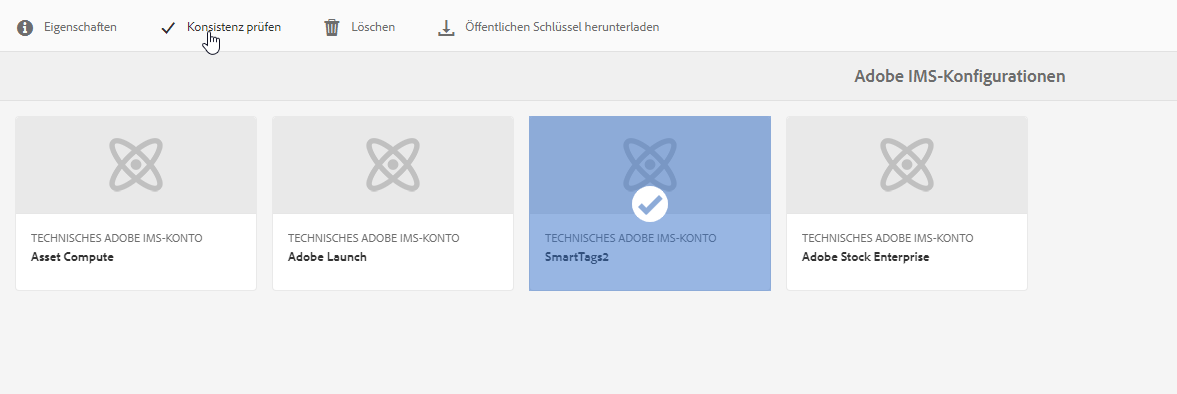 Eigenschaften
Konsistenz prüfen
Löschen
Öffentlichen Schlüssel herunterladen
Adobe IMS-Konfigurationen
TECHNISCHES ADOBE IMS-KONTO
Asset Compute
TECHNISCHES ADOBE IMS-KONTO
Adobe Launch
TECHNISCHES ADOBE IMS-KONTO
SmartTags2
TECHNISCHES ADOBE IMS-KONTO
Adobe Stock Enterprise